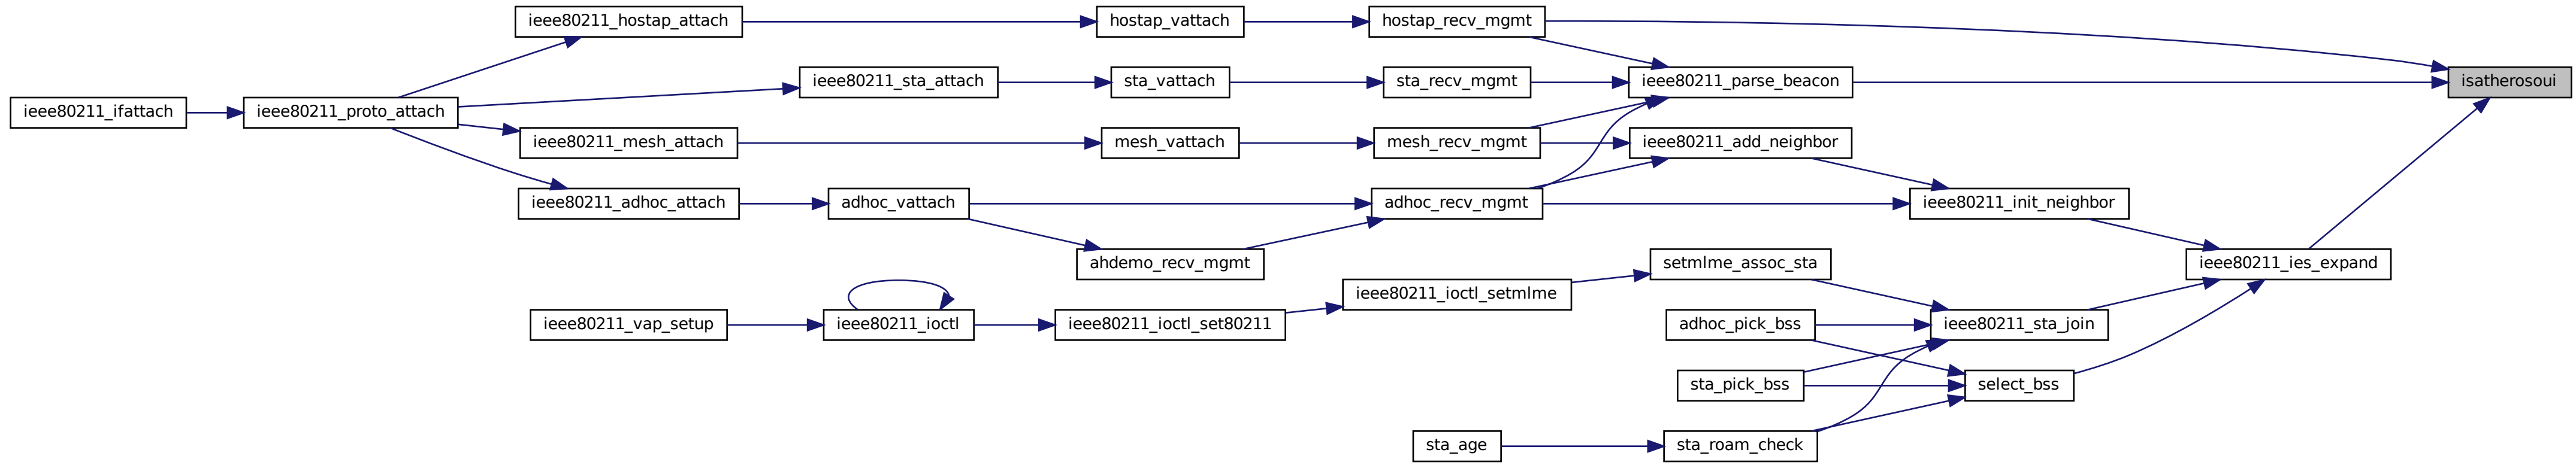 ieee80211_hostap_attach
hostap_vattach
hostap_recv_mgmt
ieee80211_sta_attach
sta_vattach
sta_recv_mgmt
ieee80211_parse_beacon
isatherosoui
ieee80211_ifattach
ieee80211_proto_attach
ieee80211_mesh_attach
mesh_vattach
mesh_recv_mgmt
ieee80211_add_neighbor
ieee80211_adhoc_attach
adhoc_vattach
adhoc_recv_mgmt
ieee80211_init_neighbor
ahdemo_recv_mgmt
setmlme_assoc_sta
ieee80211_ies_expand
ieee80211_ioctl_setmlme
ieee80211_vap_setup
ieee80211_ioctl
ieee80211_ioctl_set80211
adhoc_pick_bss
ieee80211_sta_join
sta_pick_bss
select_bss
sta_age
sta_roam_check